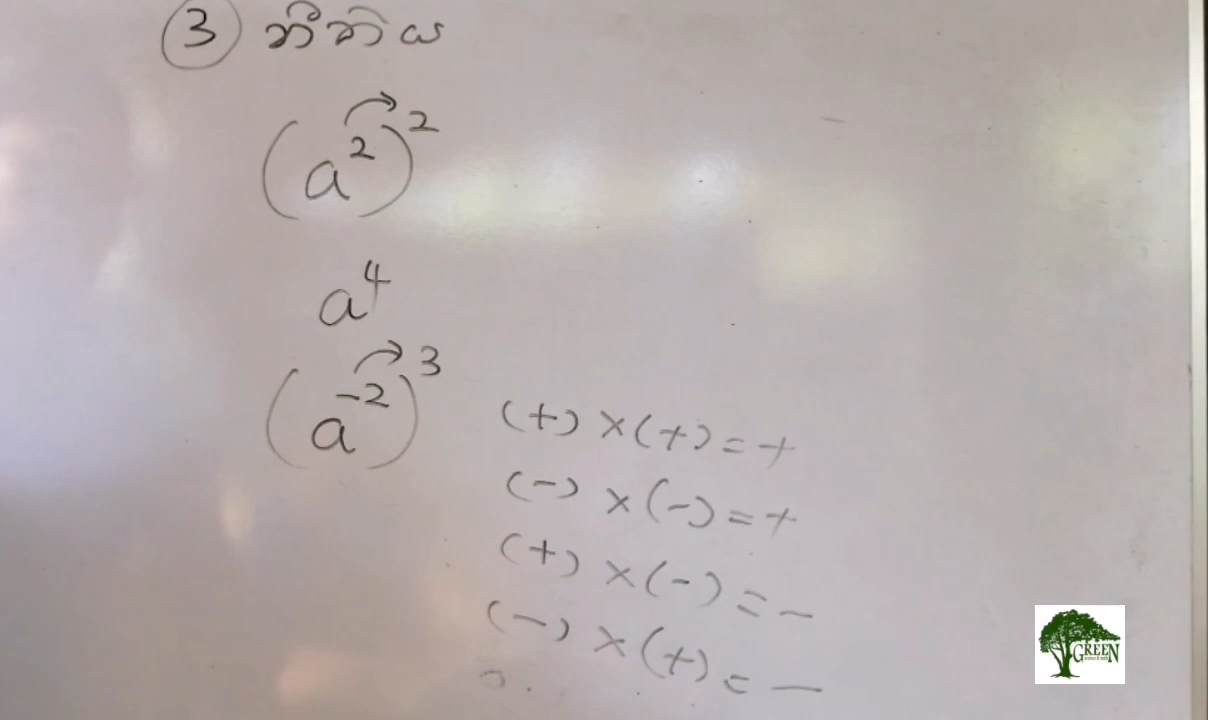 ③ නීතිය
(a²)²
a⁴
(a⁻²)³
(+) × (+) = +
(-) × (-) = +
(+) × (-) = -
(-) × (+) = -
GREEN